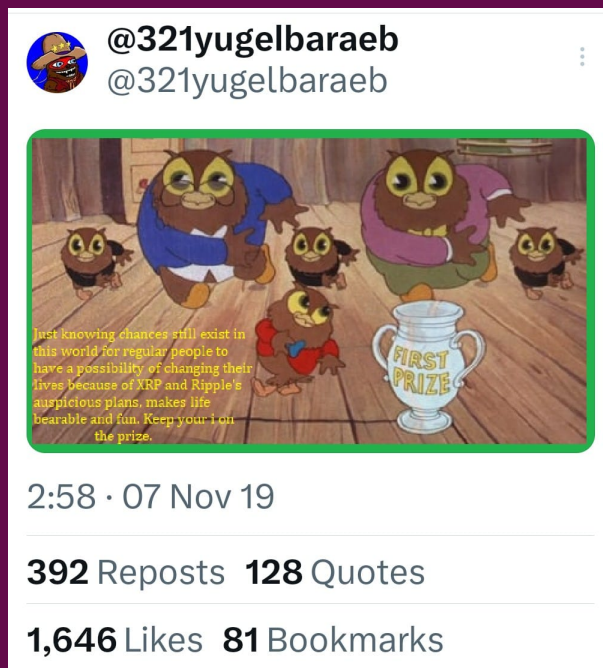 @321yugelbaraeb
@321yugelbaraeb
Just knowing chances still exist in
this world for regular people to
have a possibility of changing their
lives because of XRP and Ripple's
auspicious plans, makes life
bearable and fun. Keep your i on
the prize.
FIRST
PRIZE
2:58 · 07 Nov 19
392 Reposts 128 Quotes
1,646 Likes 81 Bookmarks